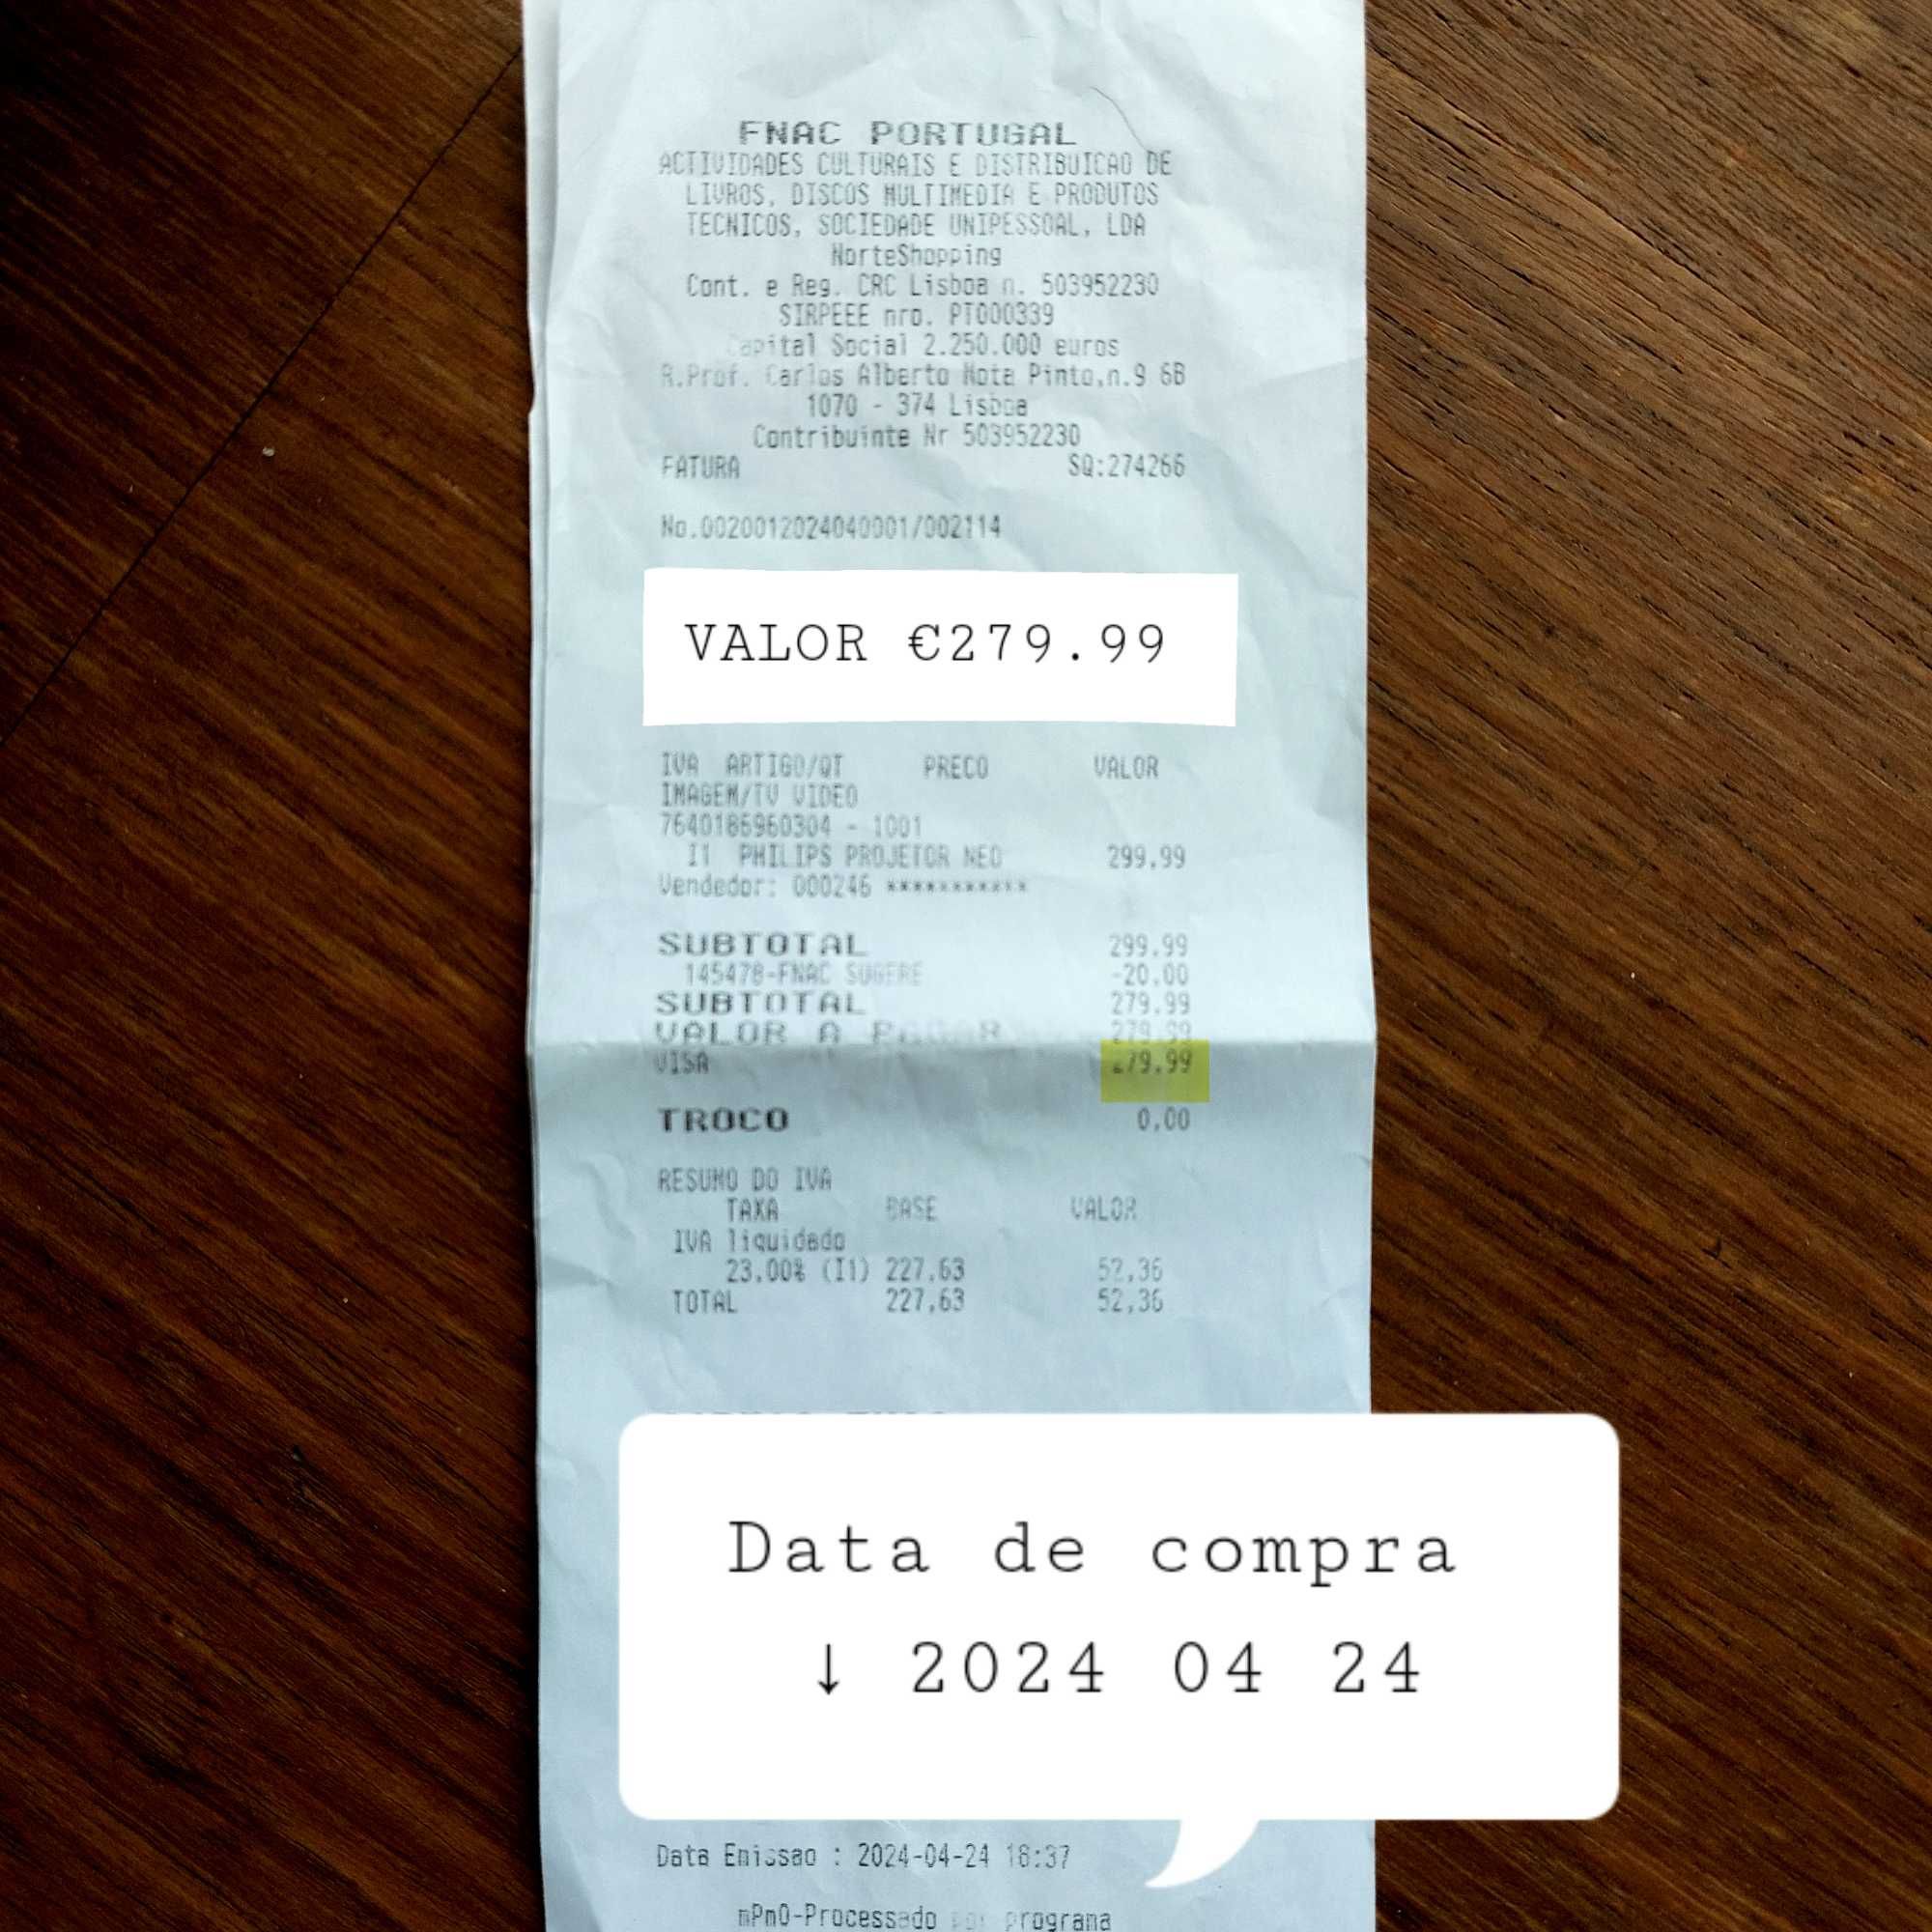 FNAC PORTUGAL
ACTIVIDADES CULTURAIS E DISTRIBUICAO DE
LIVROS, DISCOS MULTIMEDIA E PRODUTOS
TECNICOS, SOCIEDADE UNIPESSOAL, LDA
NorteShopping
Cont. e Reg. CRC Lisboa n. 503952230
SIRPEEE nro. PT000339
Capital Social 2.250.000 euros
R.Prof. Carlos Alberto Mota Pinto,n.9 6B
1070 - 374 Lisboa
Contribuinte Nr 503952230
FATURA SQ:274266
No.0020012024040001/002114
VALOR €279.99
IVA ARTIGO/QT PRECO VALOR
IMAGEM/TV VIDEO
7640186960304 - 1001
I1 PHILIPS PROJETOR NEO 299,99
Vendedor: 000246 ***********
SUBTOTAL 299,99
145478-FNAC SUGERE -20,00
SUBTOTAL 279,99
VALOR A PAGAR 279,99
VISA 279,99
TROCO 0,00
RESUMO DO IVA
TAXA BASE VALOR
IVA liquidado
23,00% (I1) 227,63 52,36
TOTAL 227,63 52,36
Data de compra
↓ 2024 04 24
Data Emissao : 2024-04-24 18:37
mPmO-Processado por programa